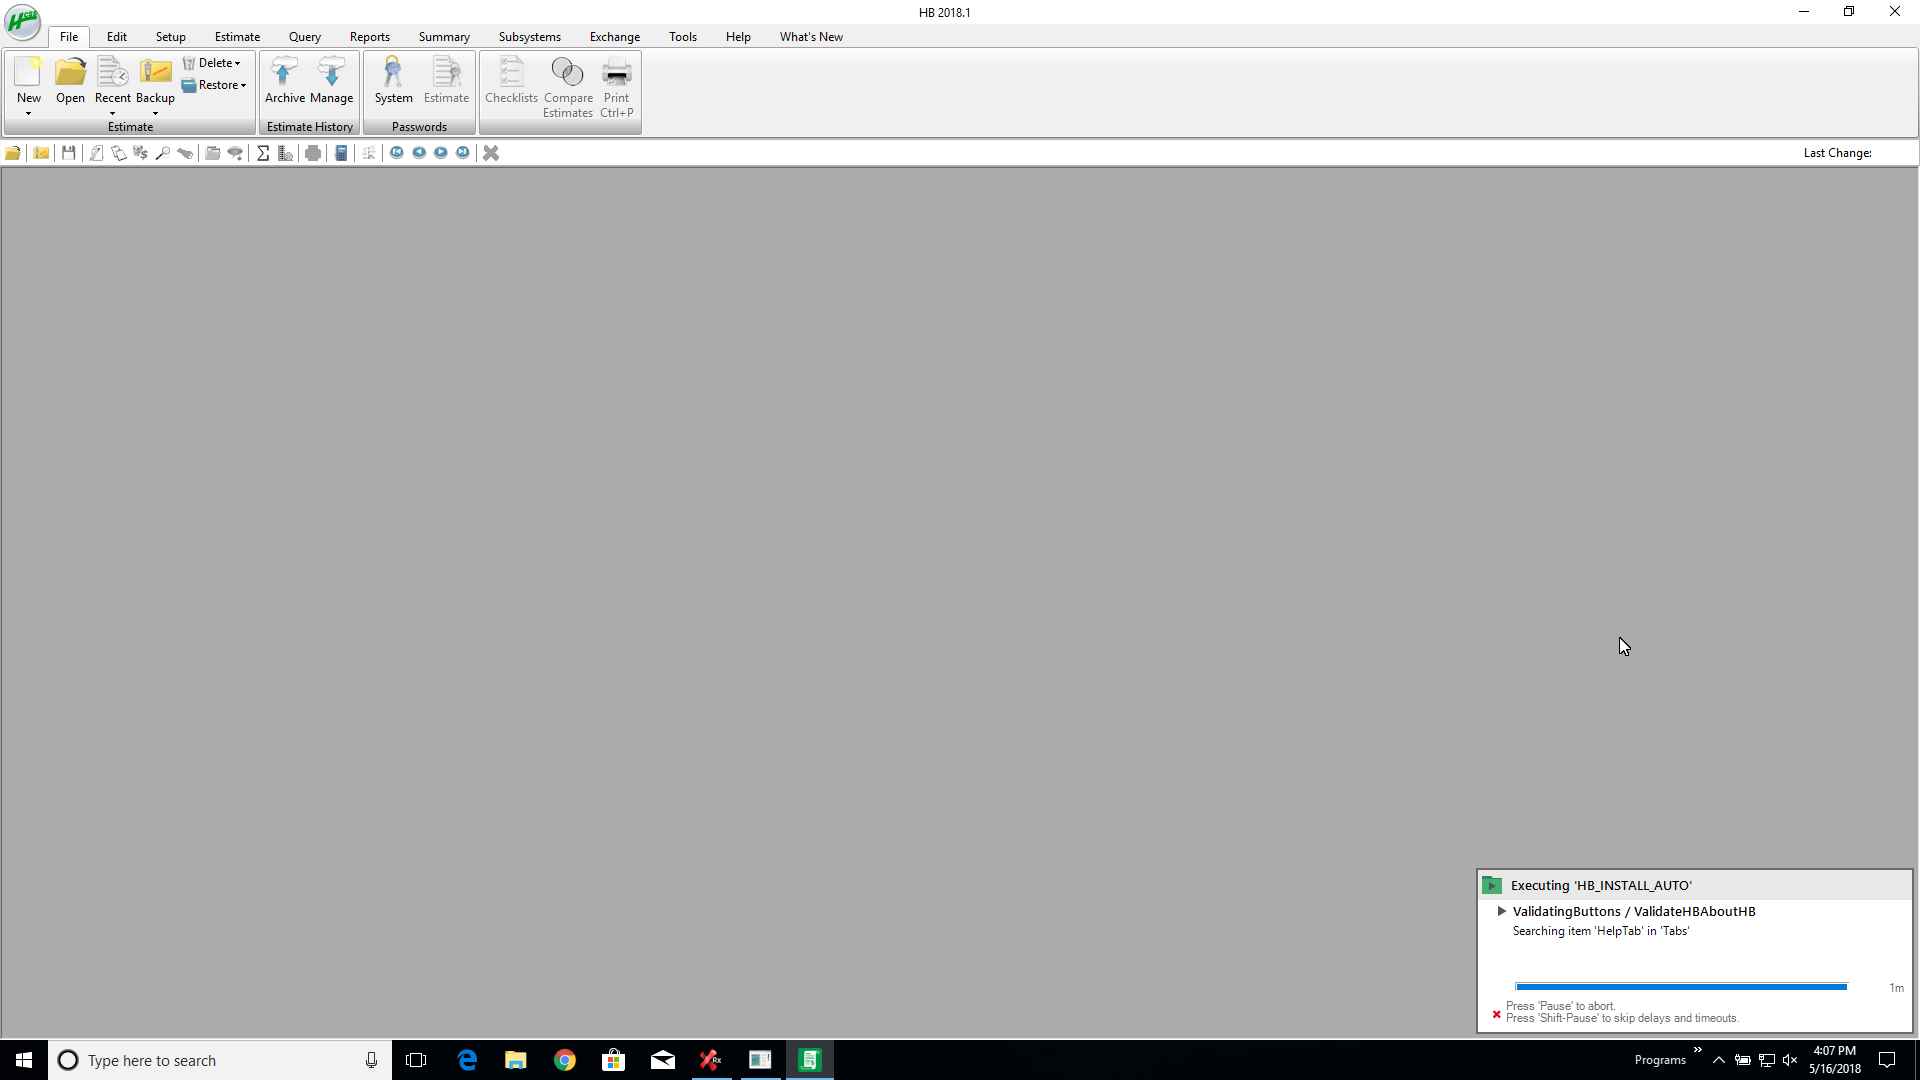 HB 2018.1
File Edit Setup Estimate Query Reports Summary Subsystems Exchange Tools Help What's New
New Open Recent Backup Delete Restore
Estimate
Archive Manage
Estimate History
System Estimate
Passwords
Checklists Compare Estimates Print Ctrl+P
Last Change:
Executing 'HB_INSTALL_AUTO'
ValidatingButtons / ValidateHBAboutHB
Searching item 'HelpTab' in 'Tabs'
1m
Press 'Pause' to abort.
Press 'Shift-Pause' to skip delays and timeouts.
Type here to search
Programs
4:07 PM
5/16/2018